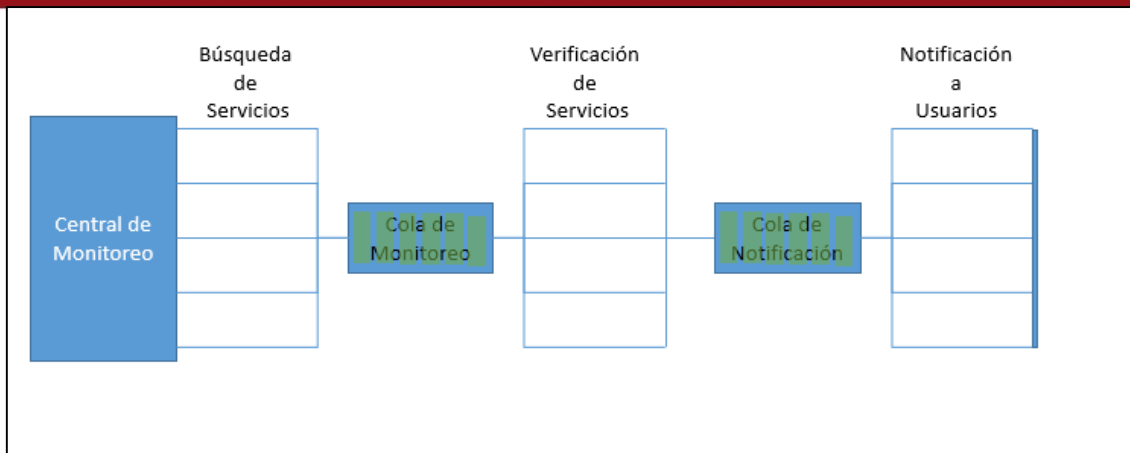 Búsqueda
de
Servicios
Verificación
de
Servicios
Notificación
a
Usuarios
Central de
Monitoreo
Cola de
Monitoreo
Cola de
Notificación